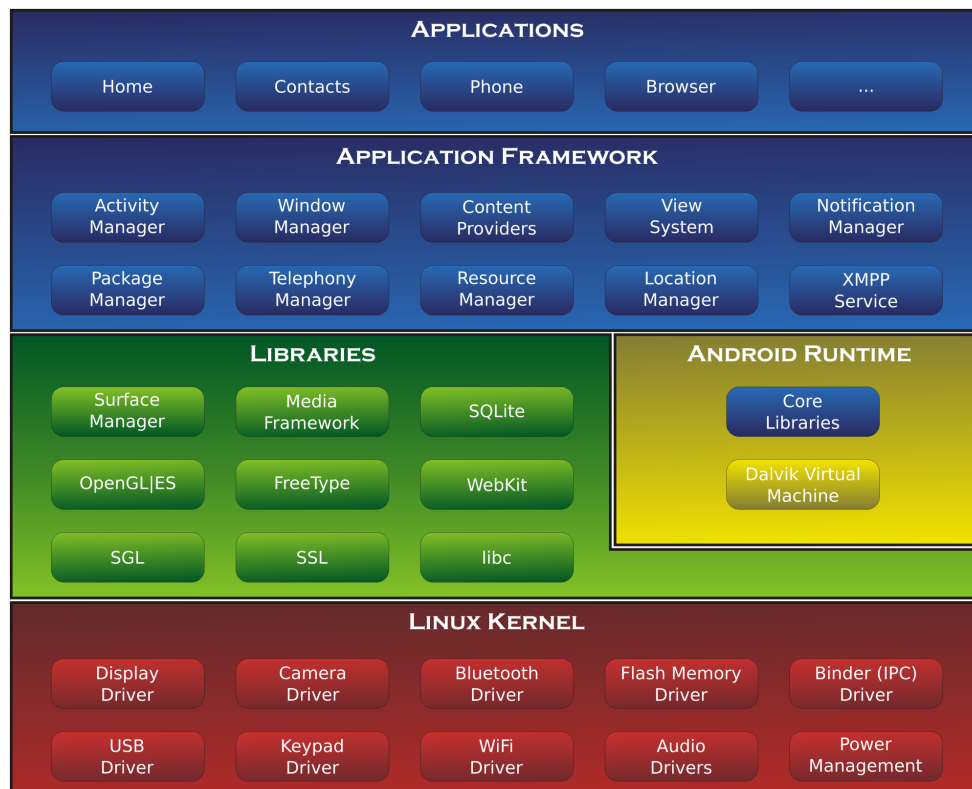 APPLICATIONS
Home
Contacts
Phone
Browser
...
APPLICATION FRAMEWORK
Activity
Manager
Window
Manager
Content
Providers
View
System
Notification
Manager
Package
Manager
Telephony
Manager
Resource
Manager
Location
Manager
XMPP
Service
LIBRARIES
Surface
Manager
Media
Framework
SQLite
OpenGL|ES
FreeType
WebKit
SGL
SSL
libc
ANDROID RUNTIME
Core
Libraries
Dalvik Virtual
Machine
LINUX KERNEL
Display
Driver
Camera
Driver
Bluetooth
Driver
Flash Memory
Driver
Binder (IPC)
Driver
USB
Driver
Keypad
Driver
WiFi
Driver
Audio
Drivers
Power
Management